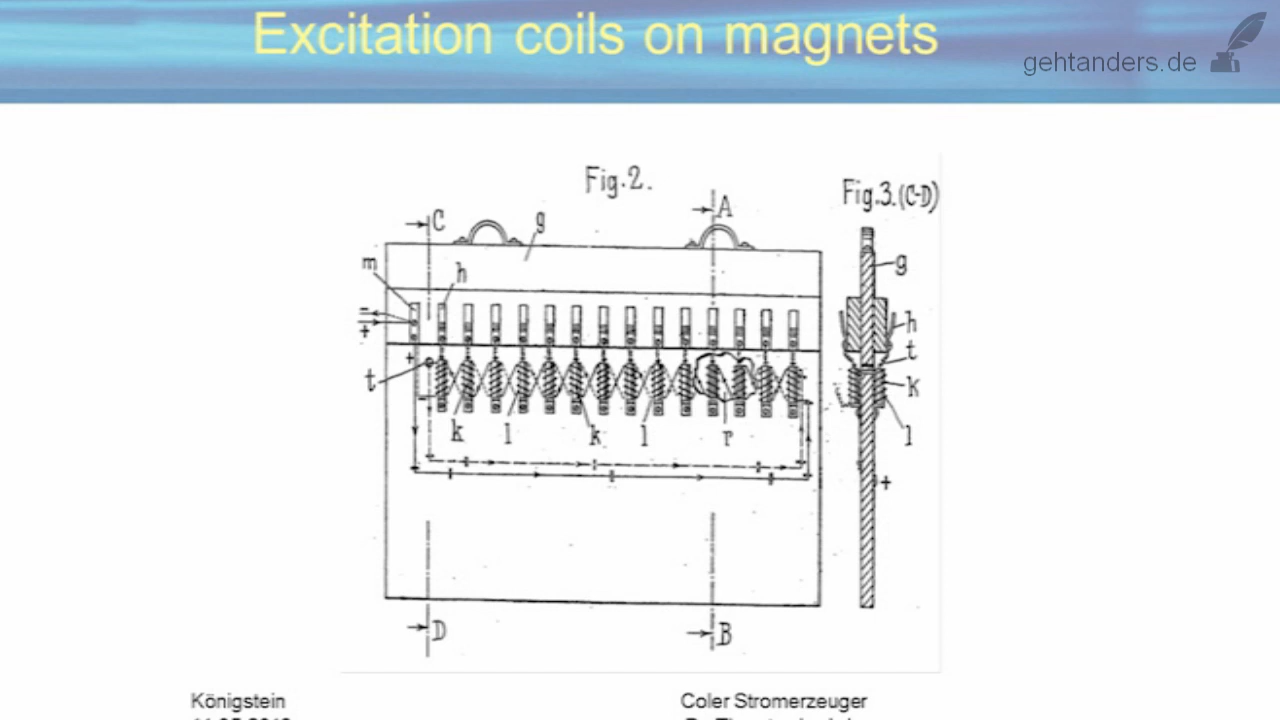 Excitation coils on magnets
gehtanders.de
Fig.2.
Fig.3.(C-D)
C
g
A
m
h
g
-
+
h
+
t
t
k
k
l
k
l
r
l
+
D
B
Königstein
Coler Stromerzeuger